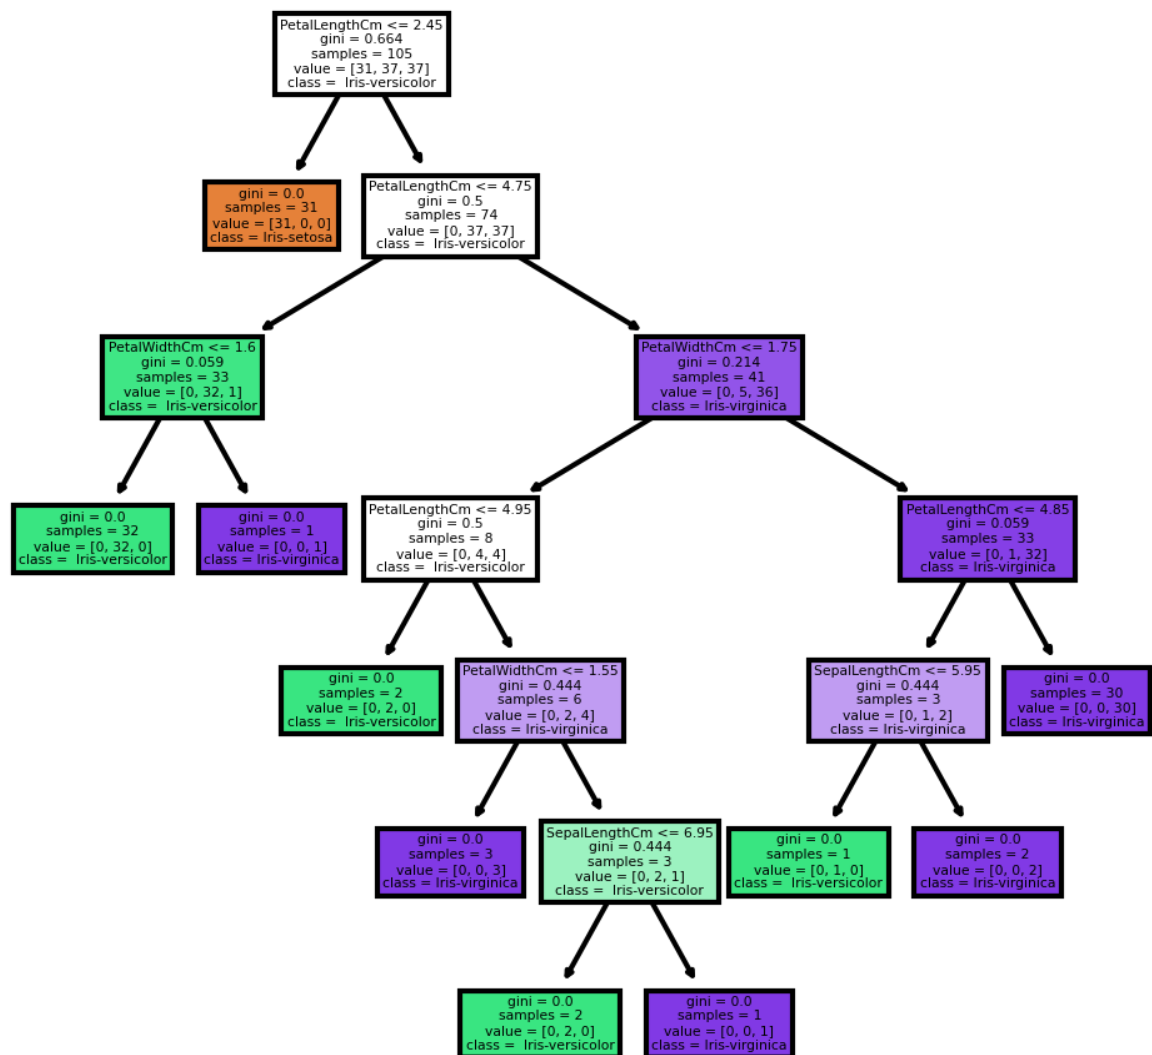 PetalLengthCm <= 2.45
gini = 0.664
samples = 105
value = [31, 37, 37]
class =  Iris-versicolor
gini = 0.0
samples = 31
value = [31, 0, 0]
class = Iris-setosa
PetalLengthCm <= 4.75
gini = 0.5
samples = 74
value = [0, 37, 37]
class =  Iris-versicolor
PetalWidthCm <= 1.6
gini = 0.059
samples = 33
value = [0, 32, 1]
class =  Iris-versicolor
PetalWidthCm <= 1.75
gini = 0.214
samples = 41
value = [0, 5, 36]
class = Iris-virginica
gini = 0.0
samples = 32
value = [0, 32, 0]
class =  Iris-versicolor
gini = 0.0
samples = 1
value = [0, 0, 1]
class = Iris-virginica
PetalLengthCm <= 4.95
gini = 0.5
samples = 8
value = [0, 4, 4]
class =  Iris-versicolor
PetalLengthCm <= 4.85
gini = 0.059
samples = 33
value = [0, 1, 32]
class = Iris-virginica
gini = 0.0
samples = 2
value = [0, 2, 0]
class =  Iris-versicolor
PetalWidthCm <= 1.55
gini = 0.444
samples = 6
value = [0, 2, 4]
class = Iris-virginica
SepalLengthCm <= 5.95
gini = 0.444
samples = 3
value = [0, 1, 2]
class = Iris-virginica
gini = 0.0
samples = 30
value = [0, 0, 30]
class = Iris-virginica
gini = 0.0
samples = 3
value = [0, 0, 3]
class = Iris-virginica
SepalLengthCm <= 6.95
gini = 0.444
samples = 3
value = [0, 2, 1]
class =  Iris-versicolor
gini = 0.0
samples = 1
value = [0, 1, 0]
class =  Iris-versicolor
gini = 0.0
samples = 2
value = [0, 0, 2]
class = Iris-virginica
gini = 0.0
samples = 2
value = [0, 2, 0]
class =  Iris-versicolor
gini = 0.0
samples = 1
value = [0, 0, 1]
class = Iris-virginica